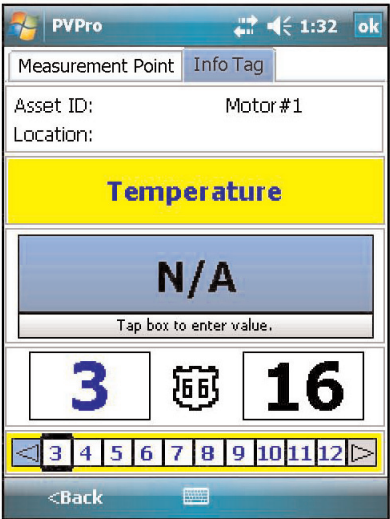 PVPro 1:32 ok
Measurement Point Info Tag
Asset ID: Motor#1
Location:
Temperature
N/A
Tap box to enter value.
3 66 16
3 4 5 6 7 8 9 10 11 12
<Back